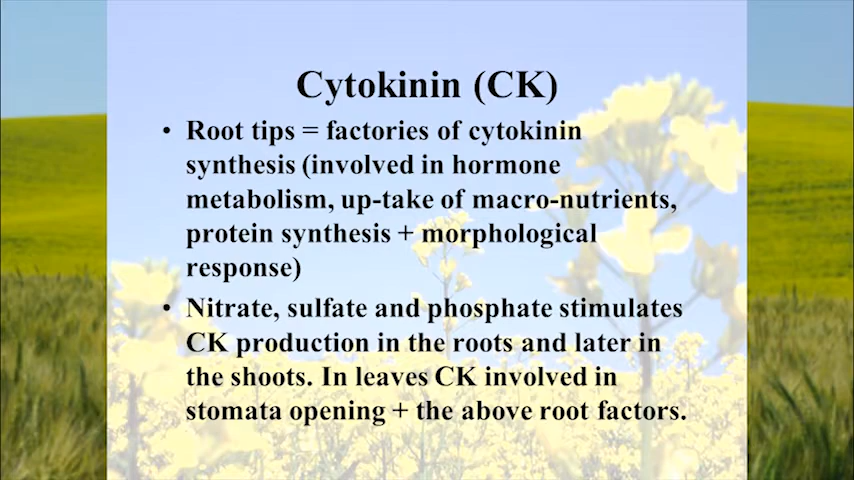 Cytokinin (CK)
• Root tips = factories of cytokinin
synthesis (involved in hormone
metabolism, up-take of macro-nutrients,
protein synthesis + morphological
response)
• Nitrate, sulfate and phosphate stimulates
CK production in the roots and later in
the shoots. In leaves CK involved in
stomata opening + the above root factors.